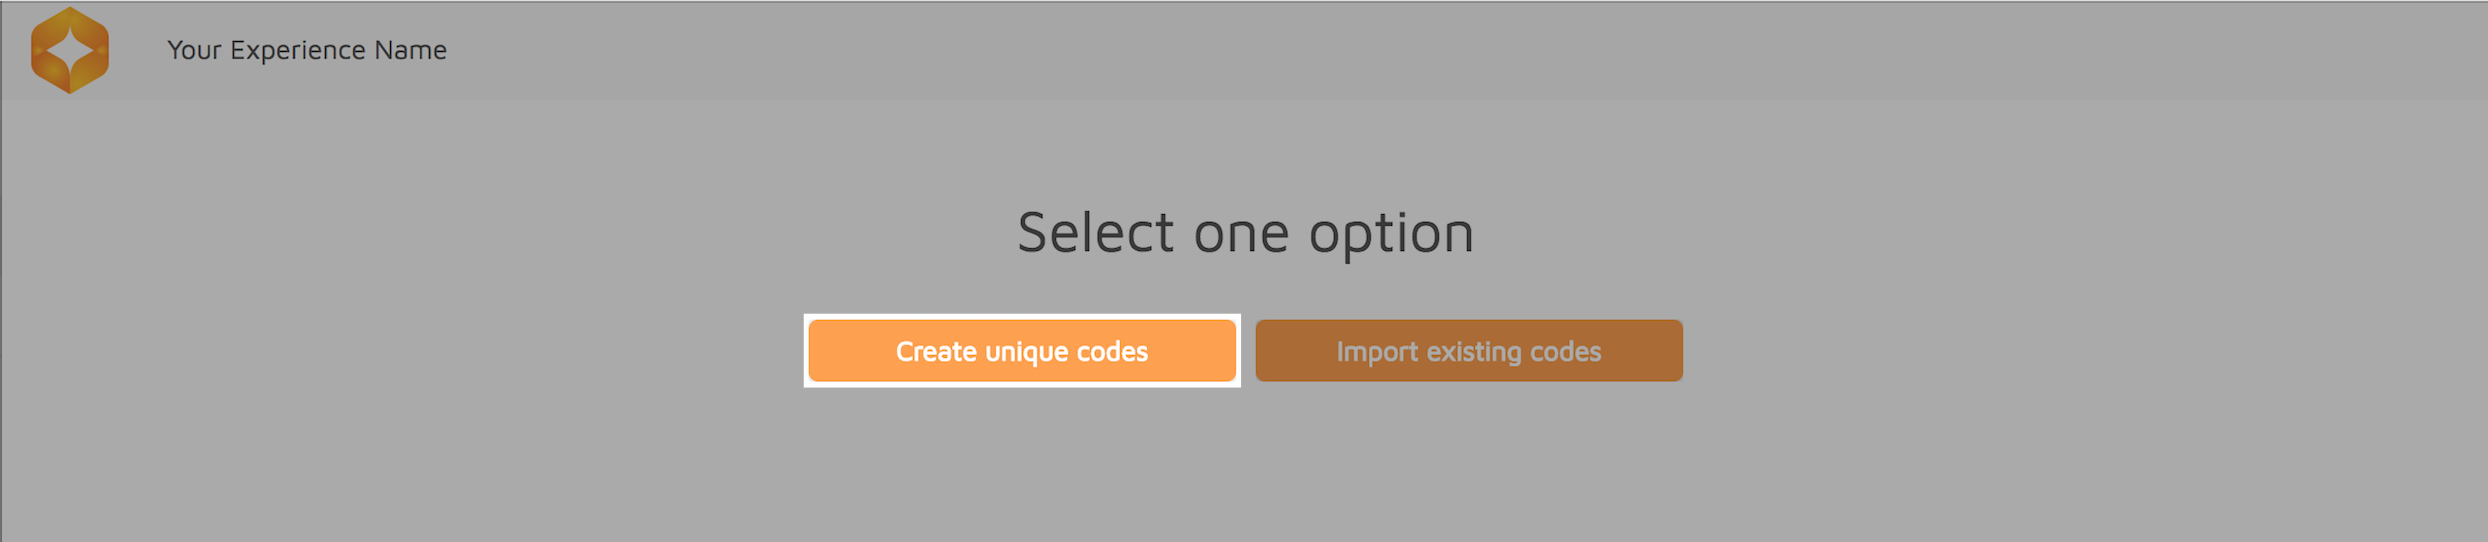 Your Experience Name
Select one option
Create unique codes
Import existing codes